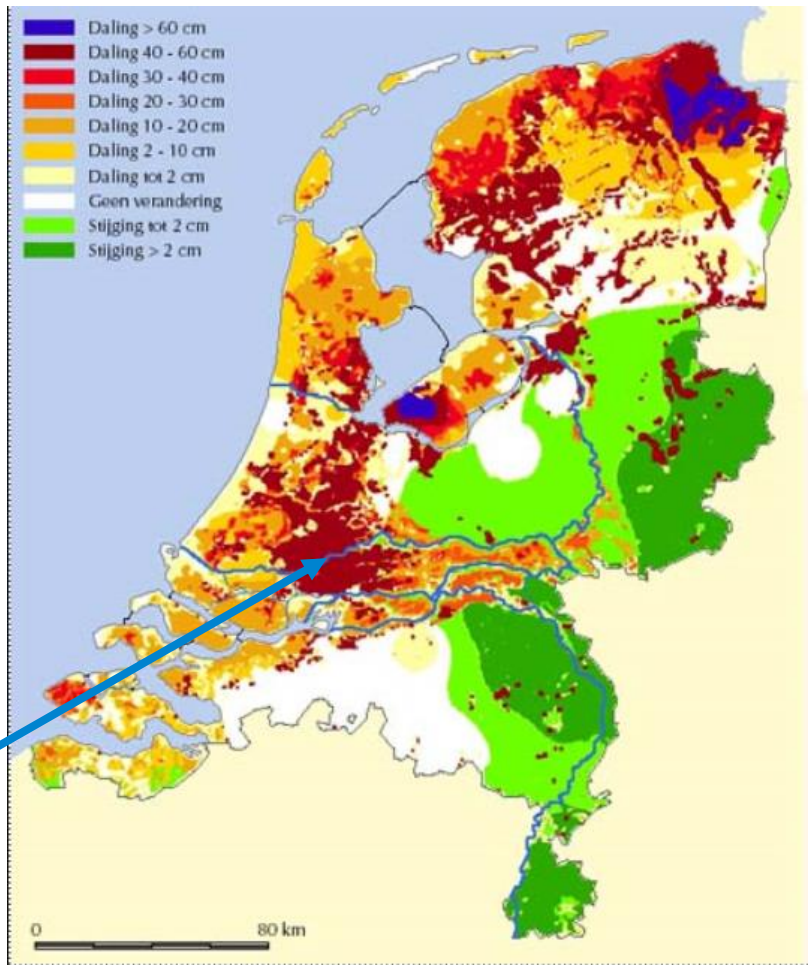 Daling > 60 cm
Daling 40 - 60 cm
Daling 30 - 40 cm
Daling 20 - 30 cm
Daling 10 - 20 cm
Daling 2 - 10 cm
Daling tot 2 cm
Geen verandering
Stijging tot 2 cm
Stijging > 2 cm
0 80 km